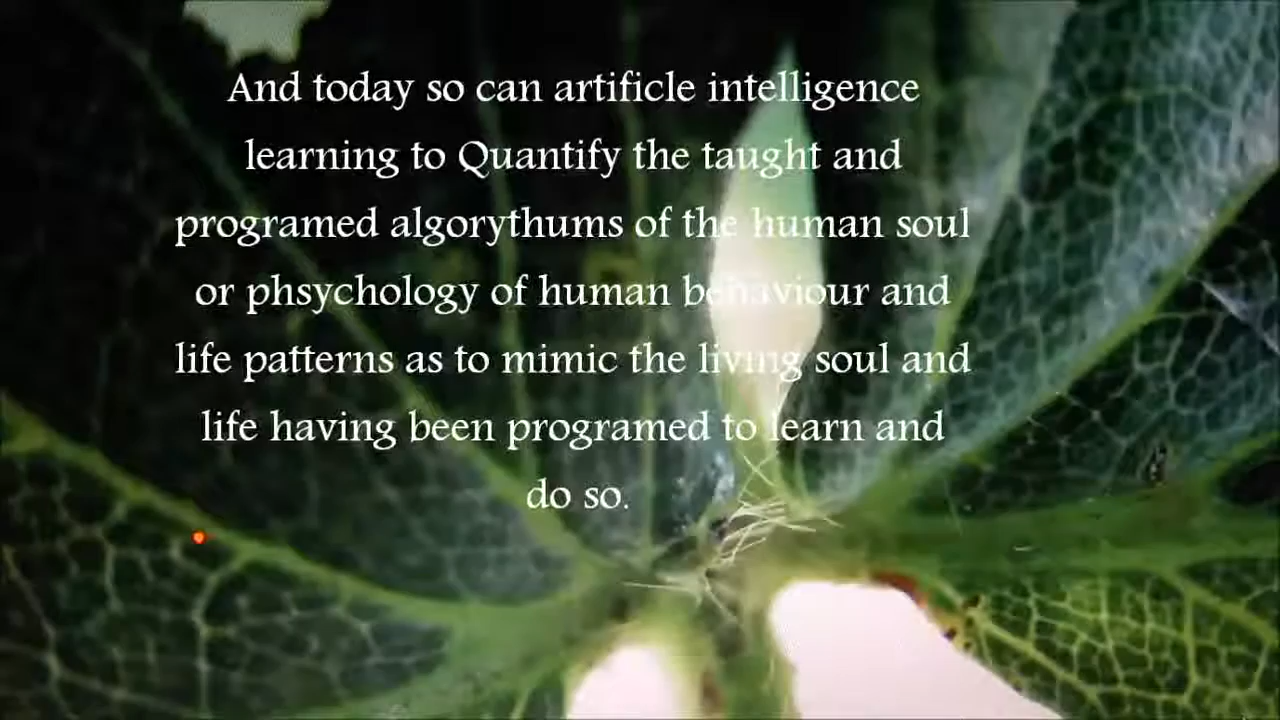 And today so can artificle intelligence
learning to Quantify the taught and
programed algorythums of the human soul
or phsychology of human behaviour and
life patterns as to mimic the living soul and
life having been programed to learn and
do so.